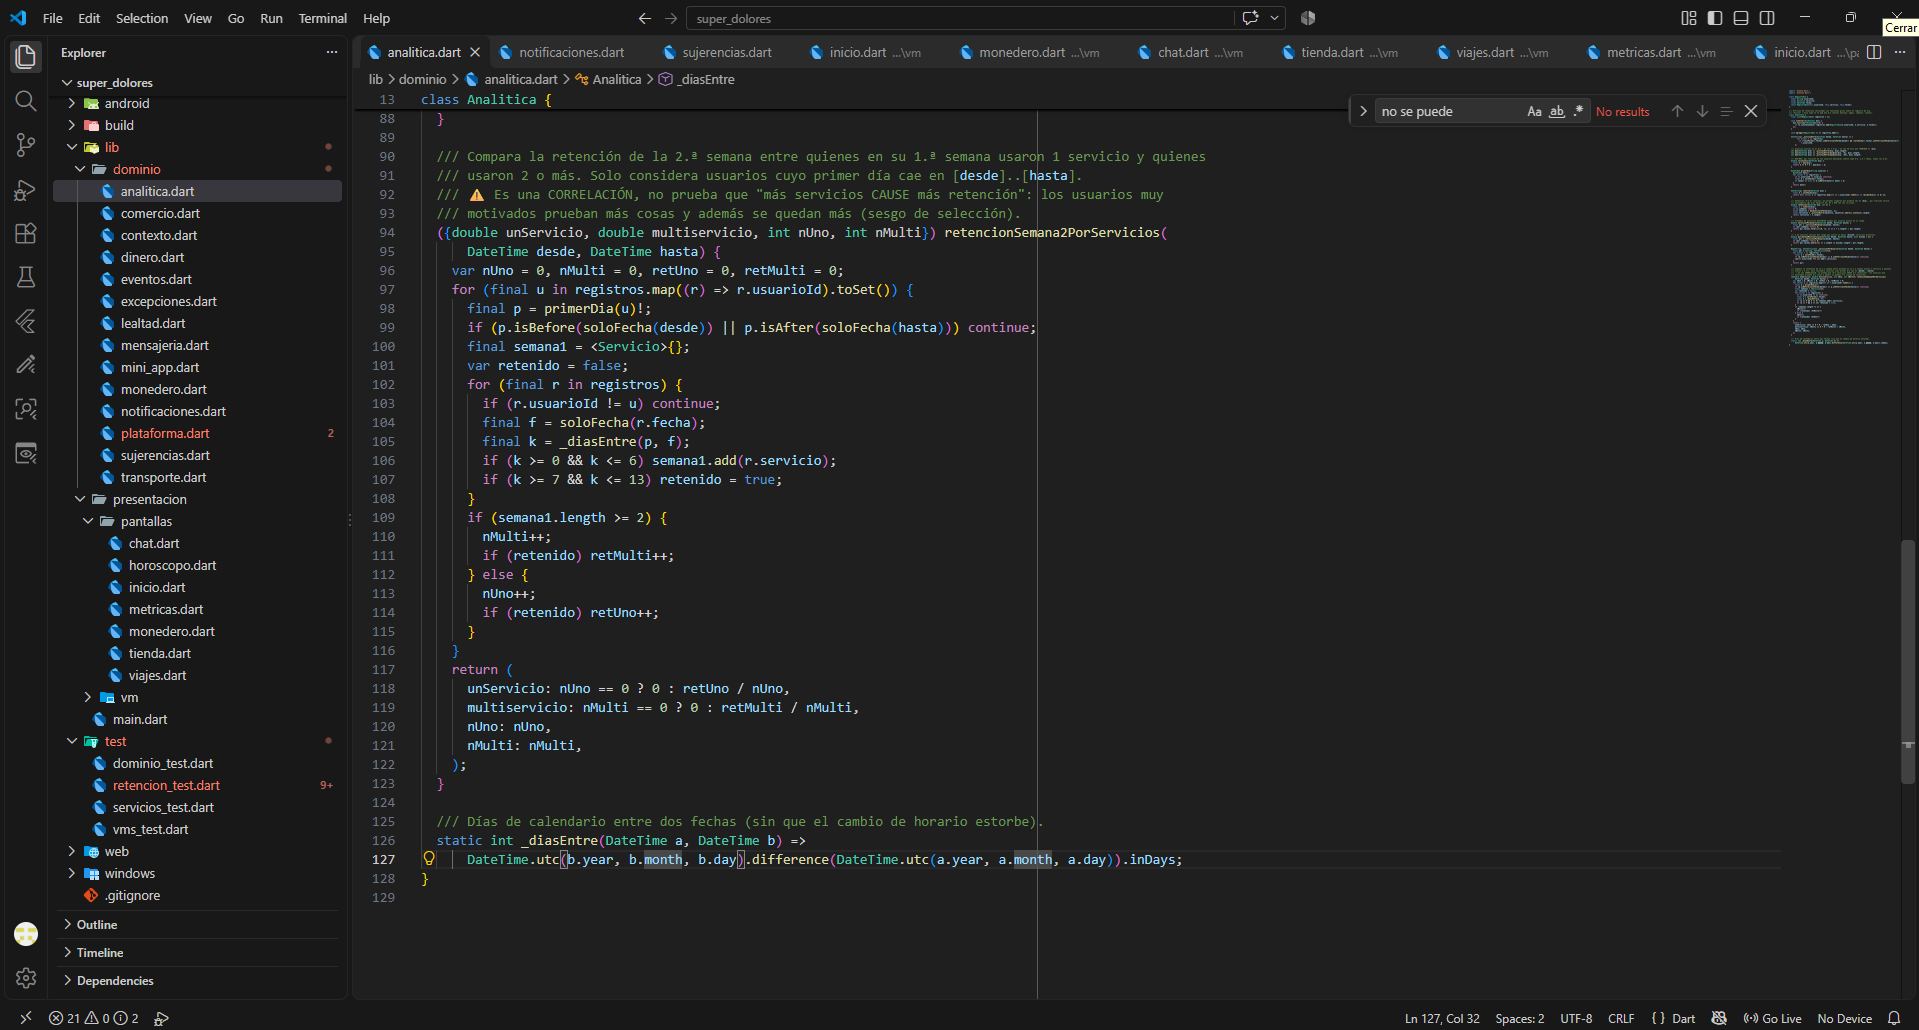 File Edit Selection View Go Run Terminal Help
super_dolores
Cerrar
Explorer
analitica.dart
notificaciones.dart
sujerencias.dart
inicio.dart ...\vm
monedero.dart ...\vm
chat.dart ...\vm
tienda.dart ...\vm
viajes.dart ...\vm
metricas.dart ...\vm
inicio.dart
lib > dominio > analitica.dart > Analitica > _diasEntre
no se puede
Aa ab .*
No results
super_dolores
android
build
lib
dominio
analitica.dart
comercio.dart
contexto.dart
dinero.dart
eventos.dart
excepciones.dart
lealtad.dart
mensajeria.dart
mini_app.dart
monedero.dart
notificaciones.dart
plataforma.dart 2
sujerencias.dart
transporte.dart
presentacion
pantallas
chat.dart
horoscopo.dart
inicio.dart
metricas.dart
monedero.dart
tienda.dart
viajes.dart
vm
main.dart
test
dominio_test.dart
retencion_test.dart 9+
servicios_test.dart
vms_test.dart
web
windows
.gitignore
Outline
Timeline
Dependencies
13 class Analitica {
88 }
89
90 /// Compara la retención de la 2.ª semana entre quienes en su 1.ª semana usaron 1 servicio y quienes
91 /// usaron 2 o más. Solo considera usuarios cuyo primer día cae en [desde]..[hasta].
92 /// ⚠️ Es una CORRELACIÓN, no prueba que "más servicios CAUSE más retención": los usuarios muy
93 /// motivados prueban más cosas y además se quedan más (sesgo de selección).
94 ({double unServicio, double multiservicio, int nUno, int nMulti}) retencionSemana2PorServicios(
95 DateTime desde, DateTime hasta) {
96 var nUno = 0, nMulti = 0, retUno = 0, retMulti = 0;
97 for (final u in registros.map((r) => r.usuarioId).toSet()) {
98 final p = primerDia(u)!;
99 if (p.isBefore(soloFecha(desde)) || p.isAfter(soloFecha(hasta))) continue;
100 final semana1 = <Servicio>{};
101 var retenido = false;
102 for (final r in registros) {
103 if (r.usuarioId != u) continue;
104 final f = soloFecha(r.fecha);
105 final k = _diasEntre(p, f);
106 if (k >= 0 && k <= 6) semana1.add(r.servicio);
107 if (k >= 7 && k <= 13) retenido = true;
108 }
109 if (semana1.length >= 2) {
110 nMulti++;
111 if (retenido) retMulti++;
112 } else {
113 nUno++;
114 if (retenido) retUno++;
115 }
116 }
117 return (
118 unServicio: nUno == 0 ? 0 : retUno / nUno,
119 multiservicio: nMulti == 0 ? 0 : retMulti / nMulti,
120 nUno: nUno,
121 nMulti: nMulti,
122 );
123 }
124
125 /// Días de calendario entre dos fechas (sin que el cambio de horario estorbe).
126 static int _diasEntre(DateTime a, DateTime b) =>
127 DateTime.utc(b.year, b.month, b.day).difference(DateTime.utc(a.year, a.month, a.day)).inDays;
128 }
129
21 0 2
Ln 127, Col 32 Spaces: 2 UTF-8 CRLF { } Dart Go Live No Device